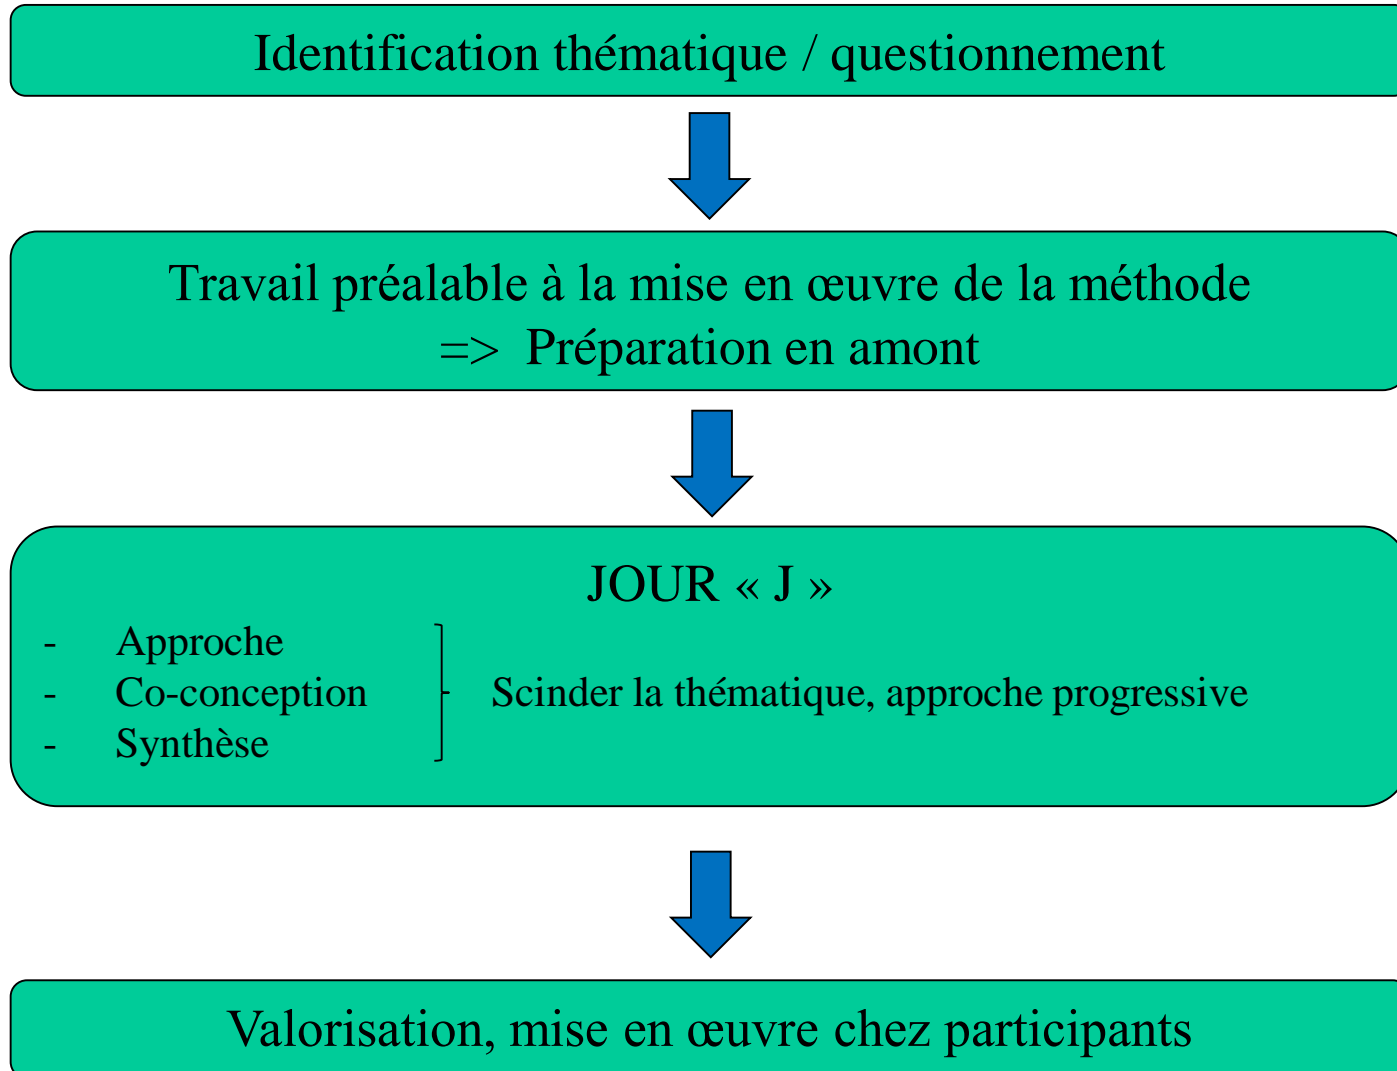 Identification thématique / questionnement
Travail préalable à la mise en œuvre de la méthode
=> Préparation en amont
JOUR « J »
- Approche
- Co-conception
- Synthèse
Scinder la thématique, approche progressive
Valorisation, mise en œuvre chez participants